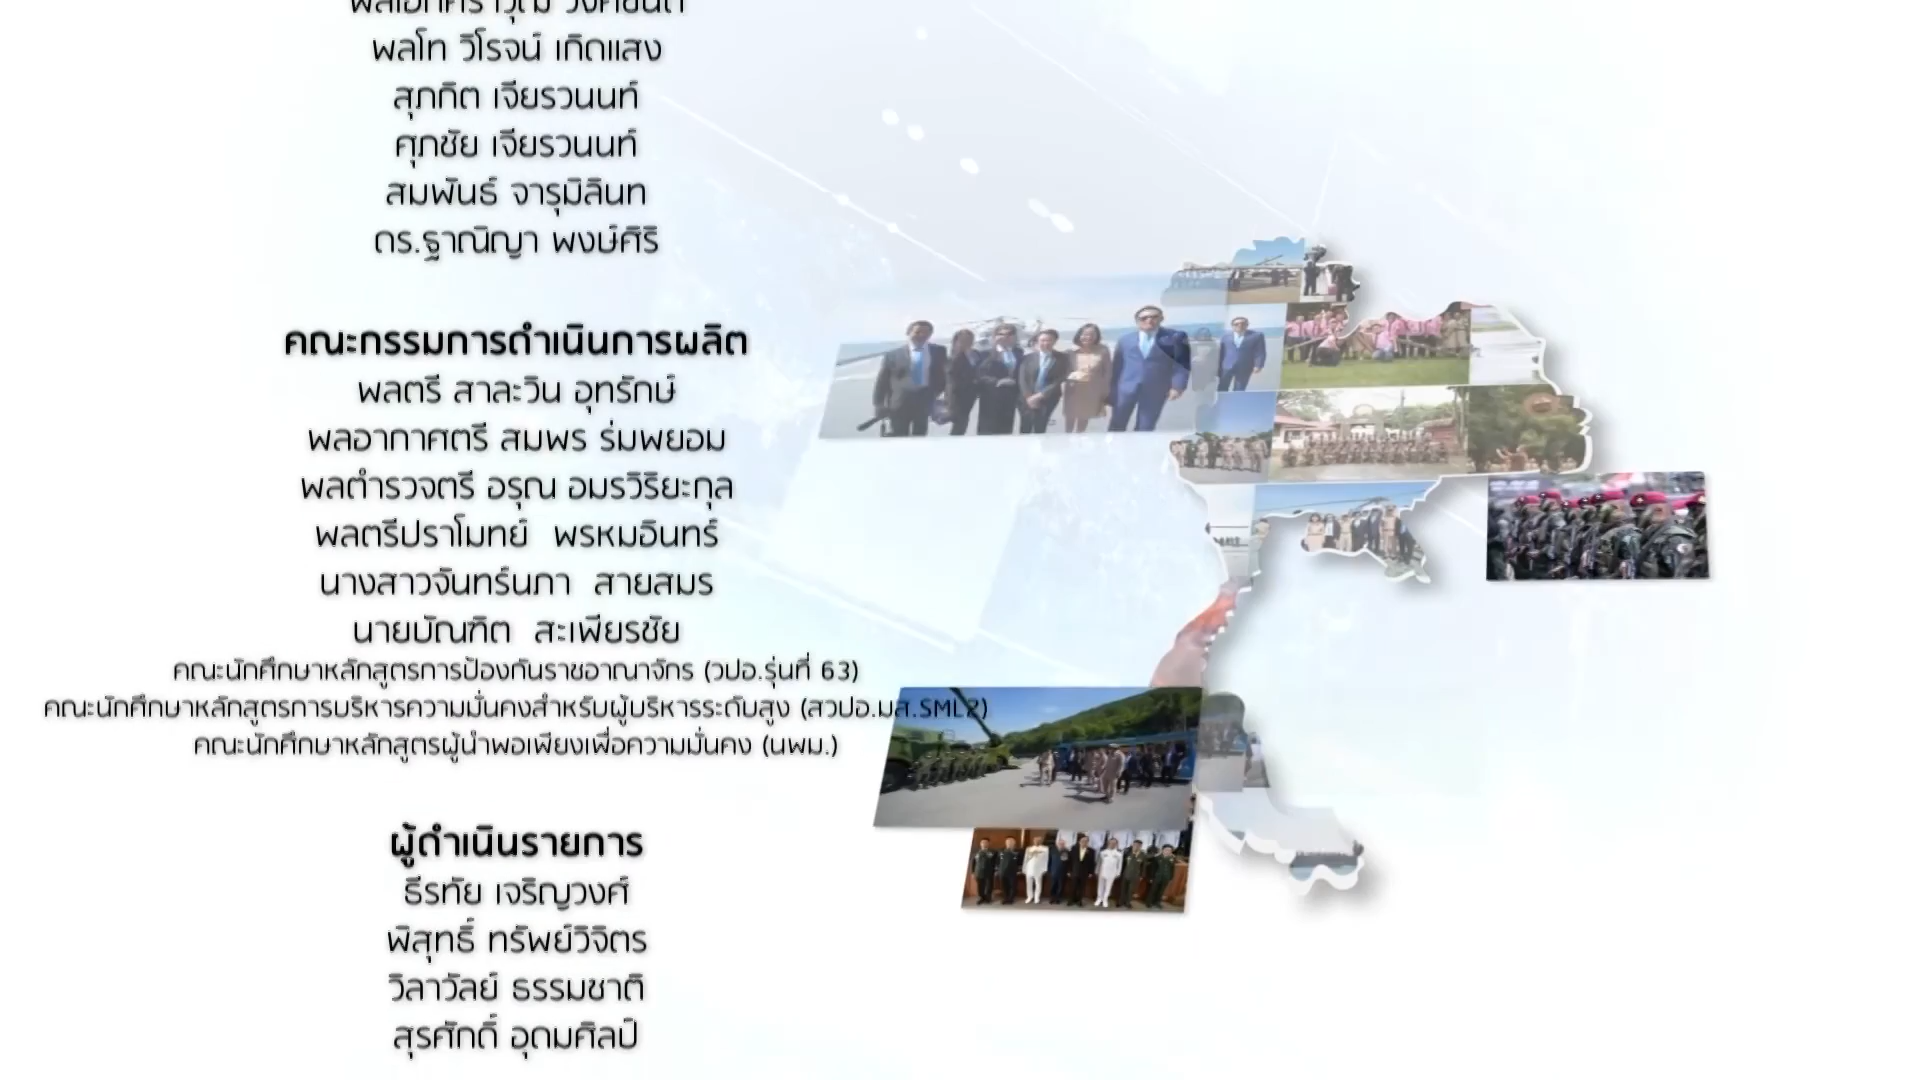 พลโท วิโรจน์ เกิดแสง
สุภกิต เจียรวนนท์
ศุภชัย เจียรวนนท์
สมพันธ์ จารุมิลินท
ดร.ฐาณิญา พงษ์ศิริ
คณะกรรมการดำเนินการผลิต
พลตรี สาละวิน อุทรักษ์
พลอากาศตรี สมพร ร่มพยอม
พลตำรวจตรี อรุณ อมรวิริยะกุล
พลตรีปราโมทย์  พรหมอินทร์
นางสาวจันทร์นภา  สายสมร
นายบัณฑิต  สะเพียรชัย
คณะนักศึกษาหลักสูตรการป้องกันราชอาณาจักร (วปอ.รุ่นที่ 63)
คณะนักศึกษาหลักสูตรการบริหารความมั่นคงสำหรับผู้บริหารระดับสูง (สวปอ.มส.SML2)
คณะนักศึกษาหลักสูตรผู้นำพอเพียงเพื่อความมั่นคง (นพม.)
ผู้ดำเนินรายการ
ธีรทัย เจริญวงศ์
พิสุทธิ์ ทรัพย์วิจิตร
วิลาวัลย์ ธรรมชาติ
สุรศักดิ์ อุดมศิลป์